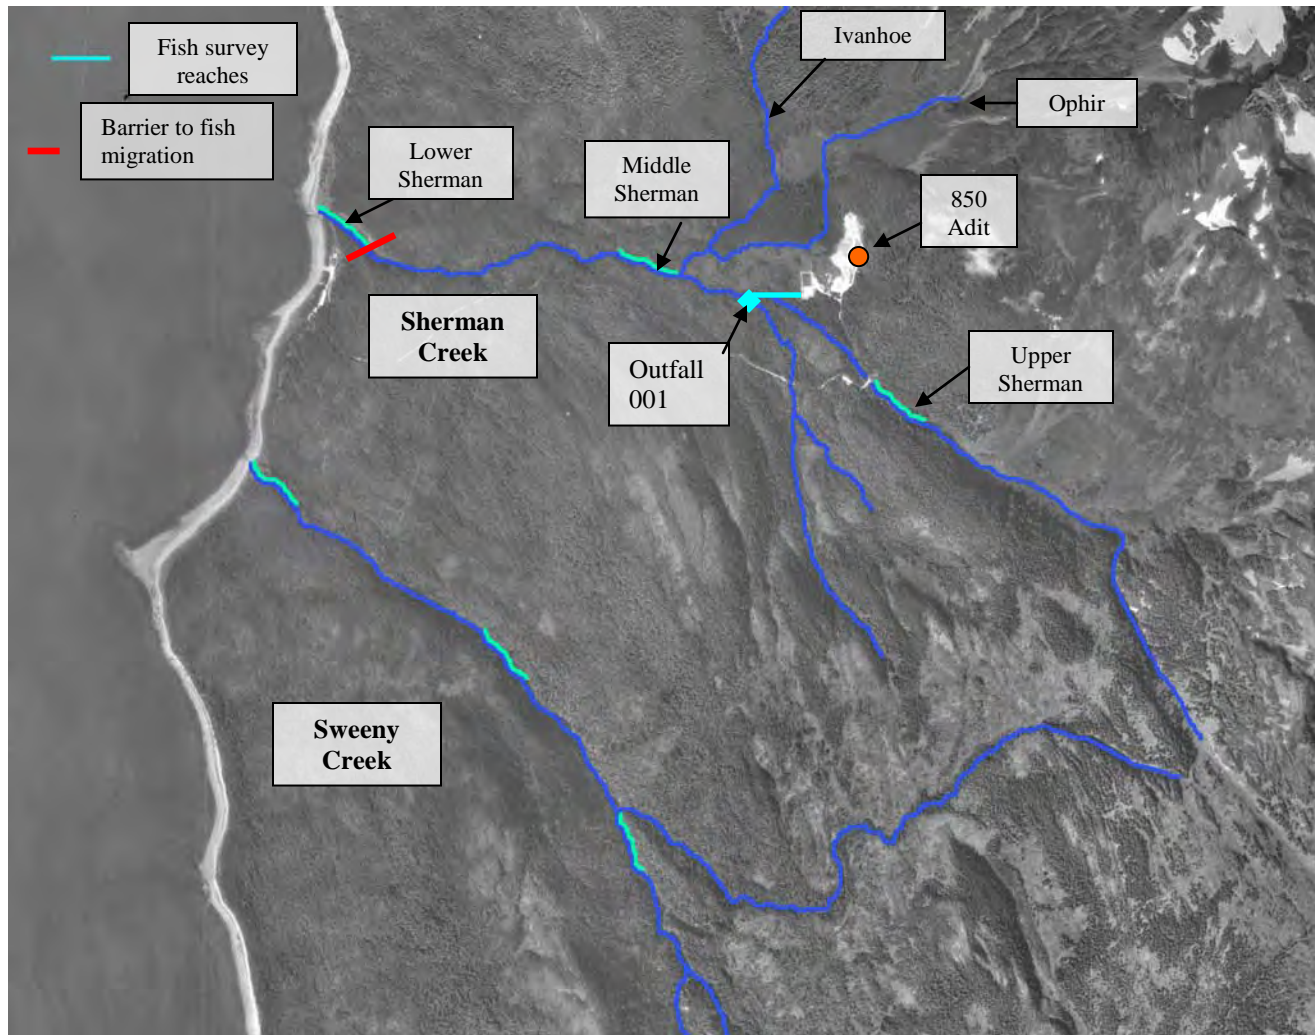 Fish survey
reaches
Barrier to fish
migration
Ivanhoe
Ophir
Lower
Sherman
Middle
Sherman
850
Adit
Sherman
Creek
Outfall
001
Upper
Sherman
Sweeny
Creek